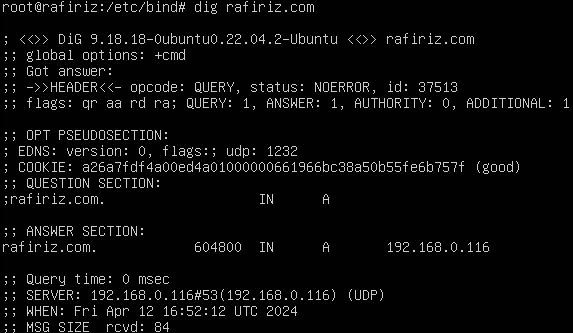 root@rafiriz:/etc/bind# dig rafiriz.com
; <<>> DiG 9.18.18-0ubuntu0.22.04.2-Ubuntu <<>> rafiriz.com
;; global options: +cmd
;; Got answer:
;; ->>HEADER<<- opcode: QUERY, status: NOERROR, id: 37513
;; flags: qr aa rd ra; QUERY: 1, ANSWER: 1, AUTHORITY: 0, ADDITIONAL: 1
;; OPT PSEUDOSECTION:
; EDNS: version: 0, flags:; udp: 1232
; COOKIE: a26a7fdf4a00ed4a01000000661966bc38a50b55fe6b757f (good)
;; QUESTION SECTION:
;rafiriz.com. IN A
;; ANSWER SECTION:
rafiriz.com. 604800 IN A 192.168.0.116
;; Query time: 0 msec
;; SERVER: 192.168.0.116#53(192.168.0.116) (UDP)
;; WHEN: Fri Apr 12 16:52:12 UTC 2024
;; MSG SIZE rcvd: 84